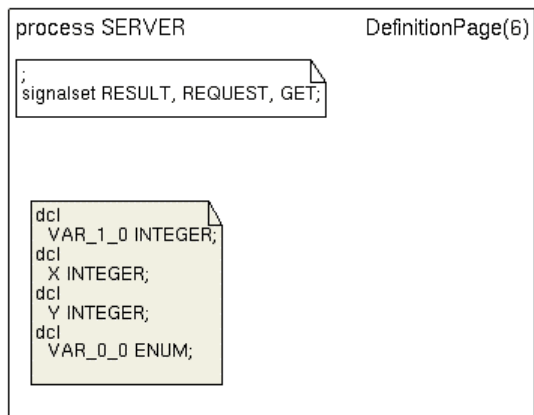 process SERVER DefinitionPage(6)
;
signalset RESULT, REQUEST, GET;
dcl
VAR_1_0 INTEGER;
dcl
X INTEGER;
dcl
Y INTEGER;
dcl
VAR_0_0 ENUM;